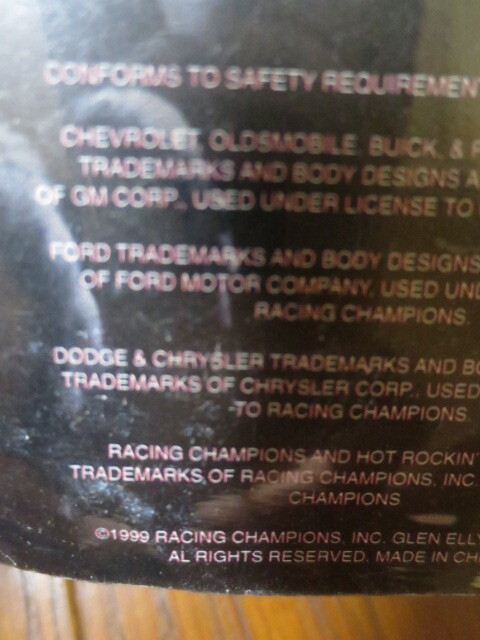 CONFORMS TO SAFETY REQUIREMEN
CHEVROLET, OLDSMOBILE, BUICK, &
TRADEMARKS AND BODY DESIGNS A
OF GM CORP., USED UNDER LICENSE TO
FORD TRADEMARKS AND BODY DESIGNS
OF FORD MOTOR COMPANY, USED UN
RACING CHAMPIONS.
DODGE & CHRYSLER TRADEMARKS AND BO
TRADEMARKS OF CHRYSLER CORP., USED
TO RACING CHAMPIONS.
RACING CHAMPIONS AND HOT ROCKIN'
TRADEMARKS OF RACING CHAMPIONS, INC.
CHAMPIONS
©1999 RACING CHAMPIONS, INC. GLEN ELLY
AL RIGHTS RESERVED. MADE IN CH